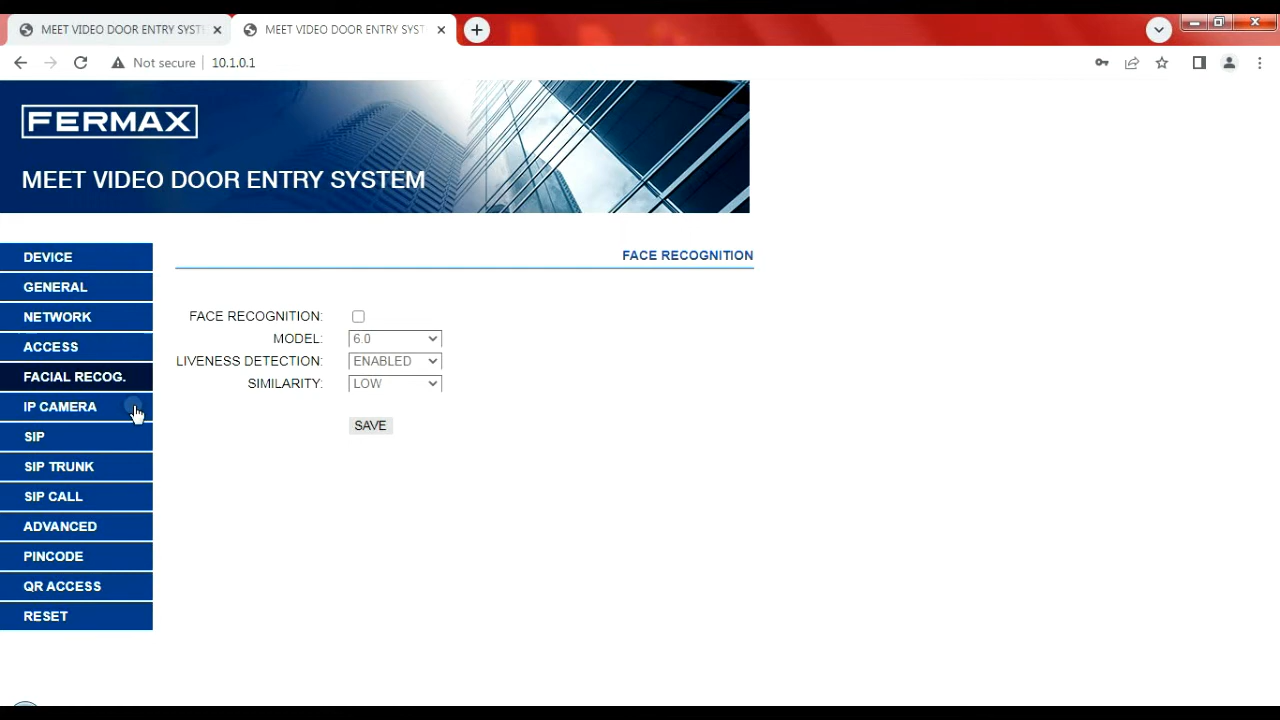 MEET VIDEO DOOR ENTRY SYST
MEET VIDEO DOOR ENTRY SYST
Not secure
10.1.0.1
FERMAX
MEET VIDEO DOOR ENTRY SYSTEM
DEVICE
GENERAL
NETWORK
ACCESS
FACIAL RECOG.
IP CAMERA
SIP
SIP TRUNK
SIP CALL
ADVANCED
PINCODE
QR ACCESS
RESET
FACE RECOGNITION
FACE RECOGNITION:
MODEL: 6.0
LIVENESS DETECTION: ENABLED
SIMILARITY: LOW
SAVE